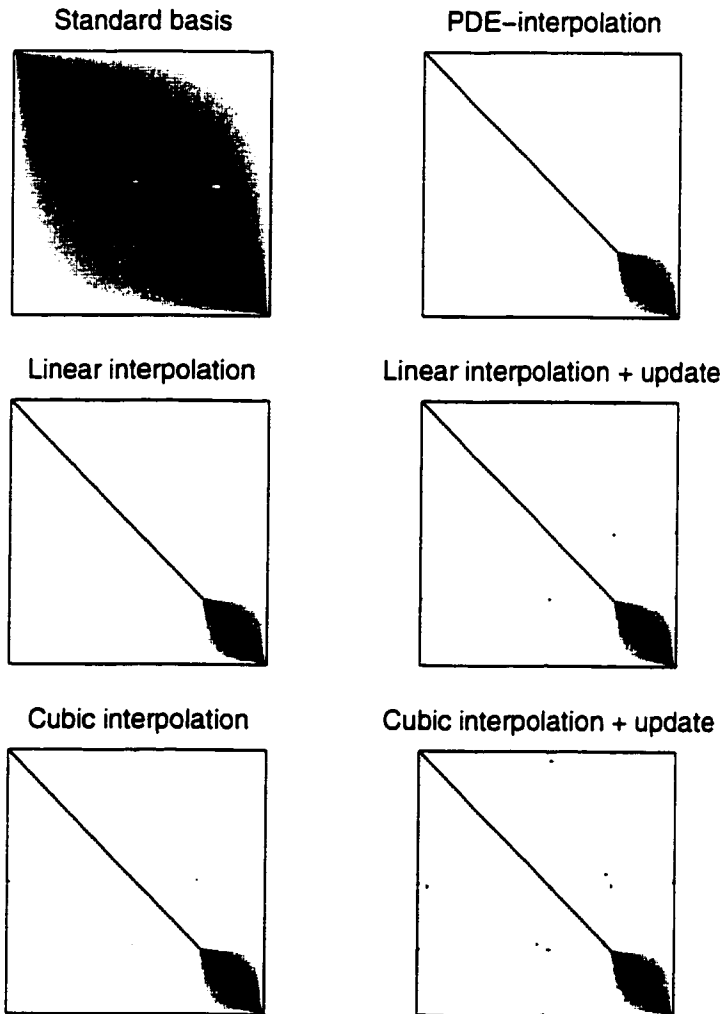 Standard basis
PDE–interpolation
Linear interpolation
Linear interpolation + update
Cubic interpolation
Cubic interpolation + update